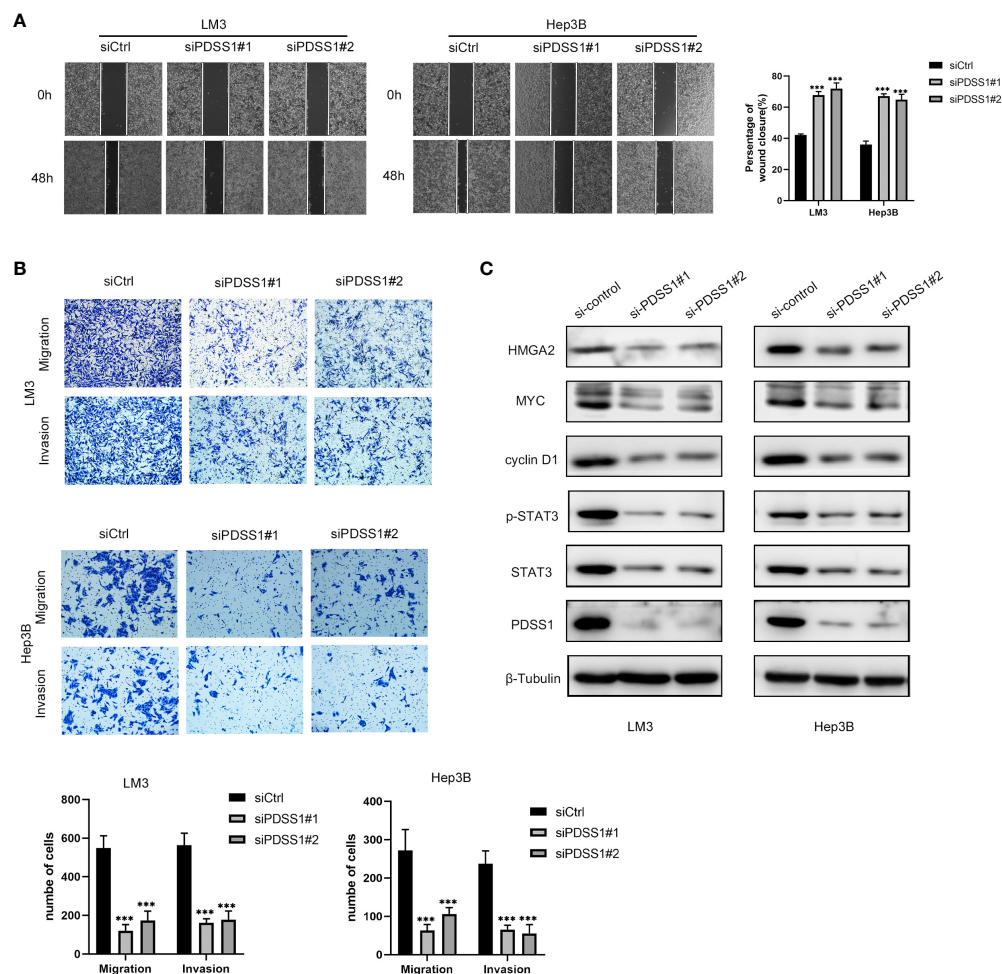 A
LM3
siCtrl siPDSS1#1 siPDSS1#2
0h
48h
Hep3B
siCtrl siPDSS1#1 siPDSS1#2
0h
48h
Persentage of
wound closure(%)
80
60
40
20
0
*** *** *** ***
LM3 Hep3B
siCtrl
siPDSS1#1
siPDSS1#2
B
siCtrl siPDSS1#1 siPDSS1#2
LM3
Migration
Invasion
siCtrl siPDSS1#1 siPDSS1#2
Hep3B
Migration
Invasion
LM3
numbe of cells
800
600
400
200
0
*** *** *** ***
Migration Invasion
siCtrl
siPDSS1#1
siPDSS1#2
Hep3B
numbe of cells
400
300
200
100
0
*** *** *** ***
Migration Invasion
siCtrl
siPDSS1#1
siPDSS1#2
C
si-control si-PDSS1#1 si-PDSS1#2
si-control si-PDSS1#1 si-PDSS1#2
HMGA2
MYC
cyclin D1
p-STAT3
STAT3
PDSS1
β-Tubulin
LM3 Hep3B